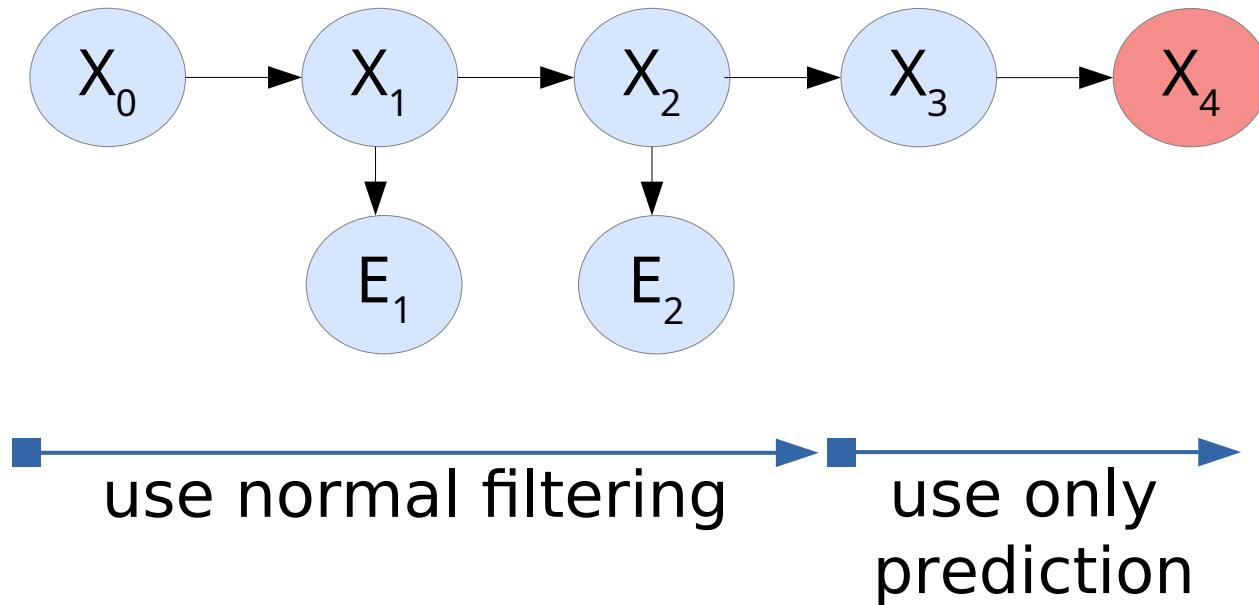 X₀ X₁ X₂ X₃ X₄
E₁ E₂
use normal filtering
use only
prediction